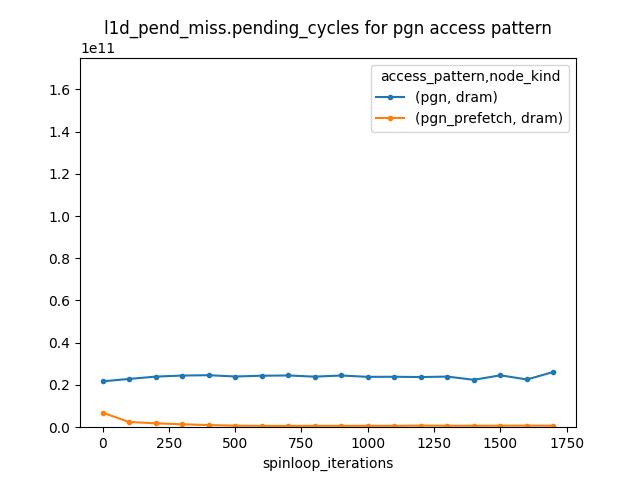 l1d_pend_miss.pending_cycles for pgn access pattern
1e11
1.6
1.4
1.2
1.0
0.8
0.6
0.4
0.2
0.0
access_pattern,node_kind
(pgn, dram)
(pgn_prefetch, dram)
0 250 500 750 1000 1250 1500 1750
spinloop_iterations